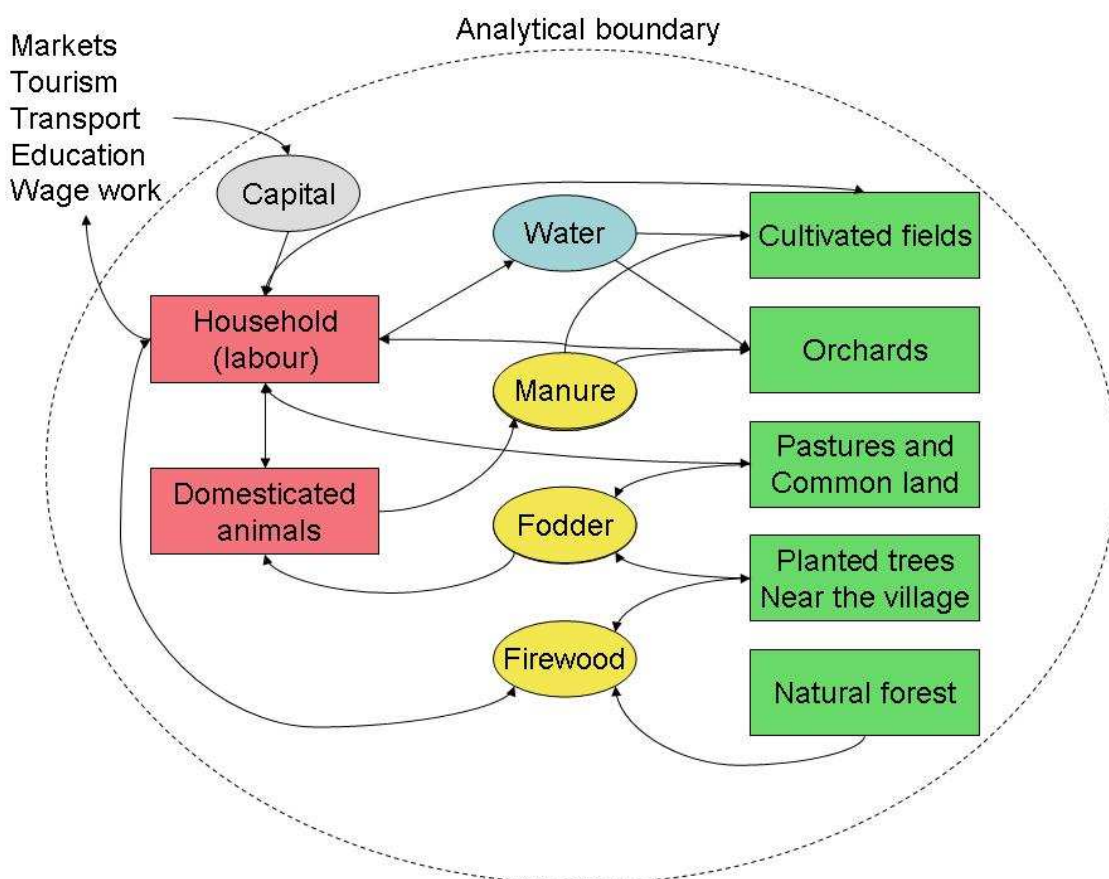 Analytical boundary
Markets
Tourism
Transport
Education
Wage work
Capital
Water
Cultivated fields
Household
(labour)
Orchards
Manure
Pastures and
Common land
Domesticated
animals
Fodder
Planted trees
Near the village
Firewood
Natural forest